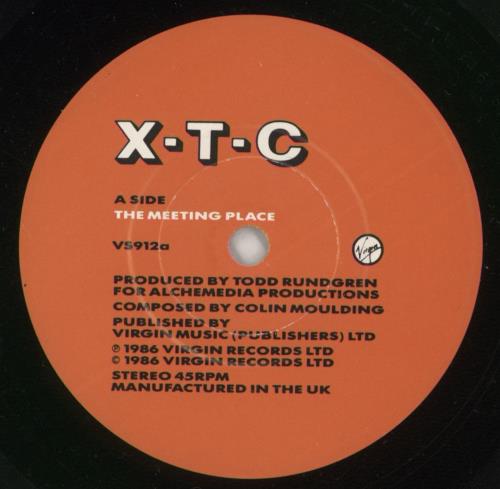 X·T·C
A SIDE
THE MEETING PLACE
VS912a
Virgin
PRODUCED BY TODD RUNDGREN
FOR ALCHEMEDIA PRODUCTIONS
COMPOSED BY COLIN MOULDING
PUBLISHED BY
VIRGIN MUSIC (PUBLISHERS) LTD
℗ 1986 VIRGIN RECORDS LTD
© 1986 VIRGIN RECORDS LTD
STEREO 45RPM
MANUFACTURED IN THE UK